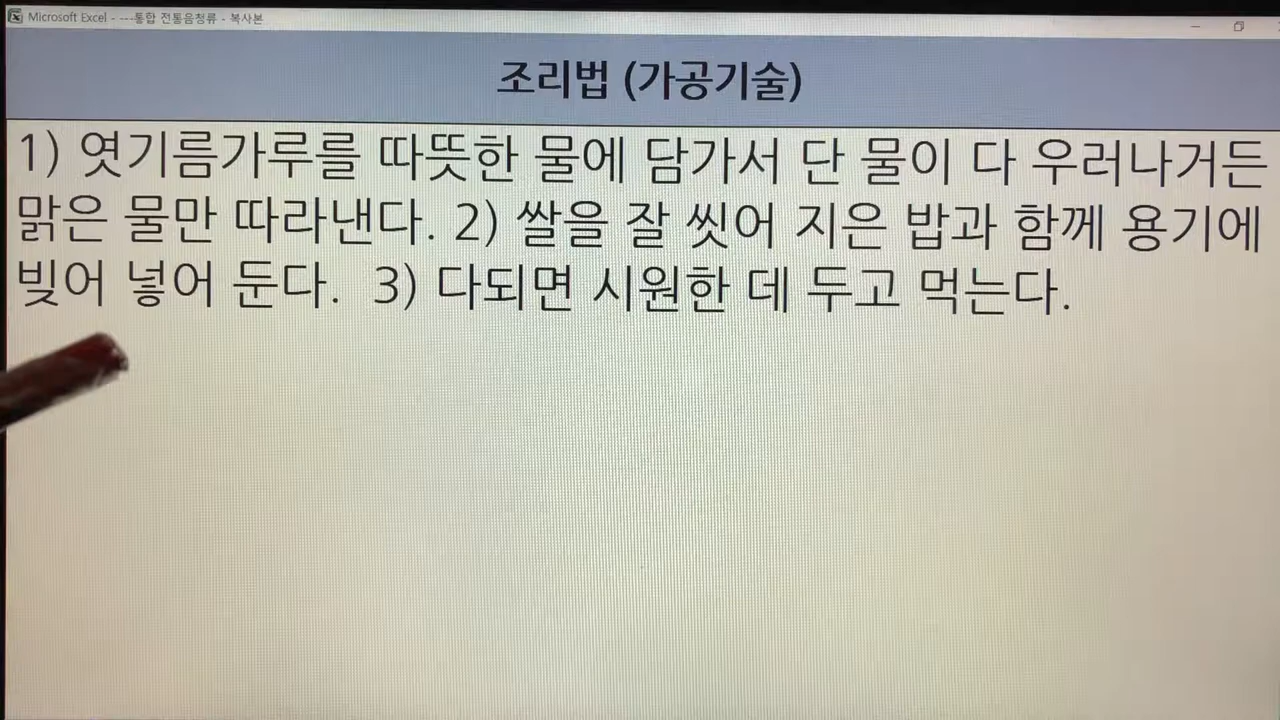 Microsoft Excel - ---통합 전통음청류 - 복사본
조리법 (가공기술)
1) 엿기름가루를 따뜻한 물에 담가서 단 물이 다 우러나거든
맑은 물만 따라낸다. 2) 쌀을 잘 씻어 지은 밥과 함께 용기에
빚어 넣어 둔다.  3) 다되면 시원한 데 두고 먹는다.